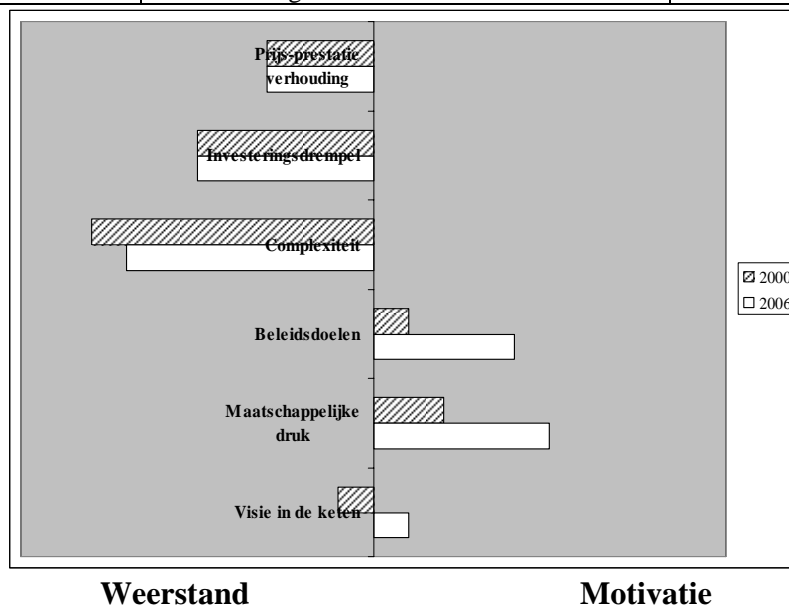 Prijs-prestatie
verhouding
Investeringsdrempel
Complexiteit
Beleidsdoelen
Maatschappelijke
druk
Visie in de keten
2000
2006
Weerstand Motivatie